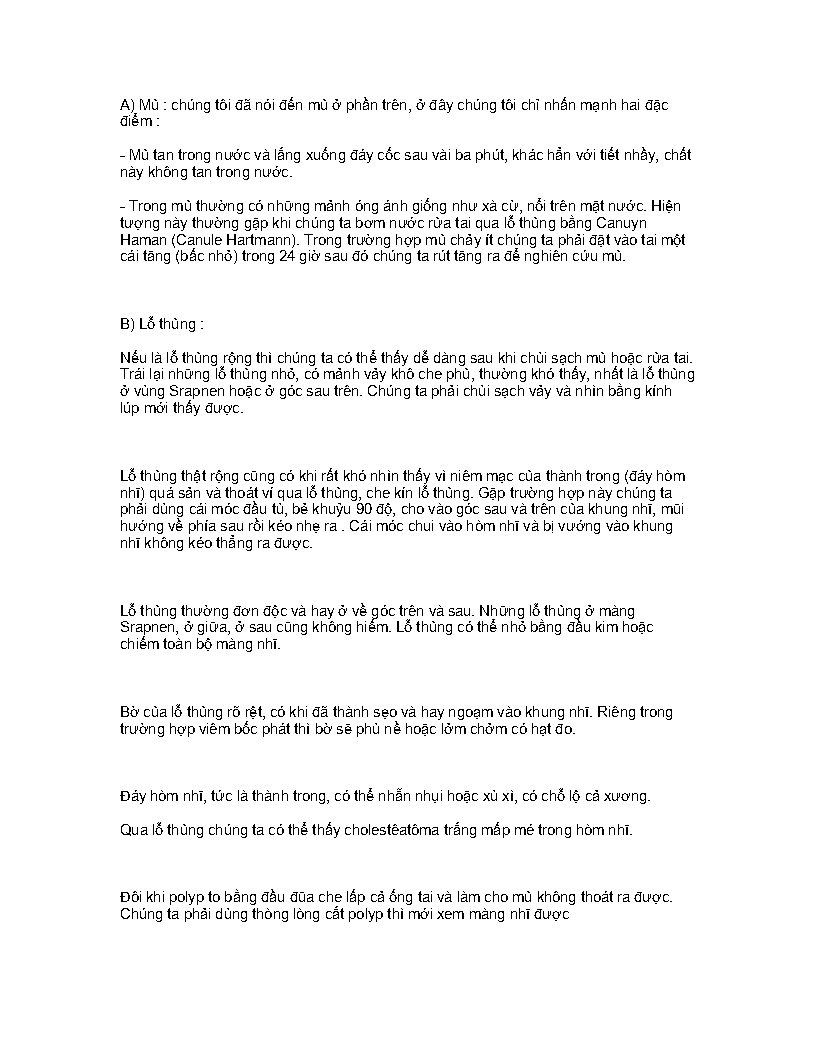 A) Mủ : chúng tôi đã nói đến mủ ở phần trên, ở đây chúng tôi chỉ nhấn mạnh hai đặc
điểm :
- Mủ tan trong nước và lắng xuống đáy cốc sau vài ba phút, khác hẳn với tiết nhầy, chất
này không tan trong nước.
- Trong mủ thường có những mảnh óng ánh giống như xà cừ, nổi trên mặt nước. Hiện
tượng này thường gặp khi chúng ta bơm nước rửa tai qua lỗ thủng bằng Canuyn
Haman (Canule Hartmann). Trong trường hợp mủ chảy ít chúng ta phải đặt vào tai một
cái tăng (bấc nhỏ) trong 24 giờ sau đó chúng ta rút tăng ra để nghiên cứu mủ.
B) Lỗ thủng :
Nếu là lỗ thủng rộng thì chúng ta có thể thấy dễ dàng sau khi chùi sạch mủ hoặc rửa tai.
Trái lại những lỗ thủng nhỏ, có mảnh vảy khô che phủ, thường khó thấy, nhất là lỗ thủng
ở vùng Srapnen hoặc ở góc sau trên. Chúng ta phải chùi sạch vảy và nhìn bằng kính
lúp mới thấy được.
Lỗ thủng thật rộng cũng có khi rất khó nhìn thấy vì niêm mạc của thành trong (đáy hòm
nhĩ) quá sản và thoát vị qua lỗ thủng, che kín lỗ thủng. Gặp trường hợp này chúng ta
phải dùng cái móc đầu tù, bẻ khuỷu 90 độ, cho vào góc sau và trên của khung nhĩ, mũi
hướng về phía sau rồi kéo nhẹ ra . Cái móc chui vào hòm nhĩ và bị vướng vào khung
nhĩ không kéo thẳng ra được.
Lỗ thủng thường đơn độc và hay ở về góc trên và sau. Những lỗ thủng ở màng
Srapnen, ở giữa, ở sau cũng không hiếm. Lỗ thủng có thể nhỏ bằng đầu kim hoặc
chiếm toàn bộ màng nhĩ.
Bờ của lỗ thủng rõ rệt, có khi đã thành sẹo và hay ngoạm vào khung nhĩ. Riêng trong
trường hợp viêm bốc phát thì bờ sẽ phù nề hoặc lởm chởm có hạt đo.
Đáy hòm nhĩ, tức là thành trong, có thể nhẵn nhụi hoặc xù xì, có chỗ lộ cả xương.
Qua lỗ thủng chúng ta có thể thấy cholestêatôma trắng mấp mé trong hòm nhĩ.
Đôi khi polyp to bằng đầu đũa che lấp cả ống tai và làm cho mủ không thoát ra được.
Chúng ta phải dùng thòng lòng cắt polyp thì mới xem màng nhĩ được